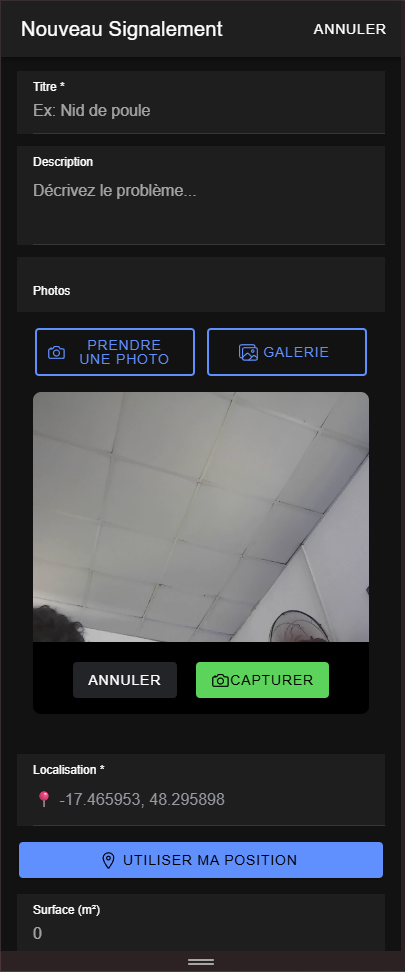 Nouveau Signalement
ANNULER
Titre *
Ex: Nid de poule
Description
Décrivez le problème...
Photos
PRENDRE
UNE PHOTO
GALERIE
ANNULER
CAPTURER
Localisation *
📍 -17.465953, 48.295898
UTILISER MA POSITION
Surface (m²)
0